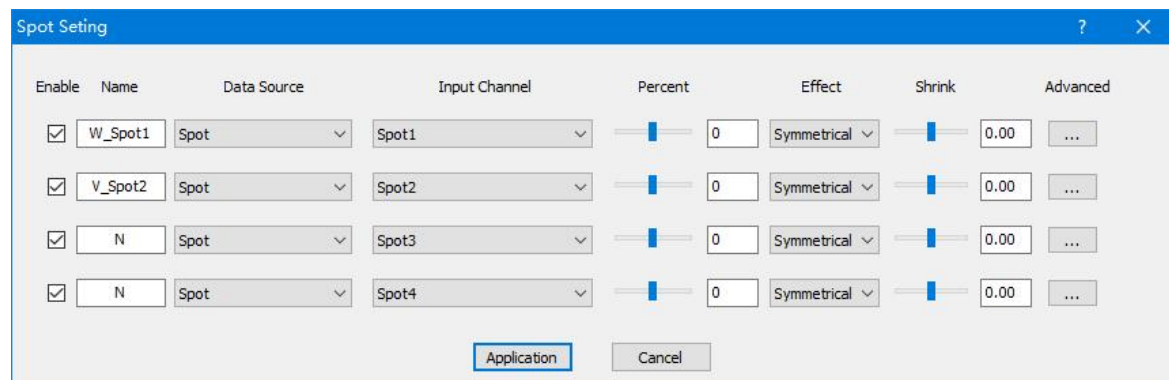 Spot Seting ?
Enable Name Data Source Input Channel Percent Effect Shrink Advanced
W_Spot1 Spot Spot1 0 Symmetrical 0.00 ...
V_Spot2 Spot Spot2 0 Symmetrical 0.00 ...
N Spot Spot3 0 Symmetrical 0.00 ...
N Spot Spot4 0 Symmetrical 0.00 ...
Application Cancel